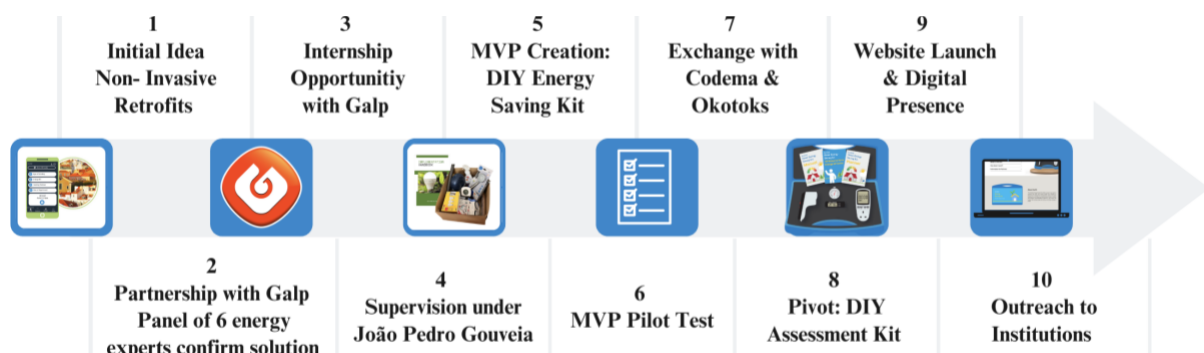 1
Initial Idea
Non- Invasive
Retrofits
2
Partnership with Galp
Panel of 6 energy
experts confirm solution
3
Internship
Opportunitiy
with Galp
4
Supervision under
João Pedro Gouveia
5
MVP Creation:
DIY Energy
Saving Kit
6
MVP Pilot Test
7
Exchange with
Codema &
Okotoks
8
Pivot: DIY
Assessment Kit
9
Website Launch
& Digital
Presence
10
Outreach to
Institutions